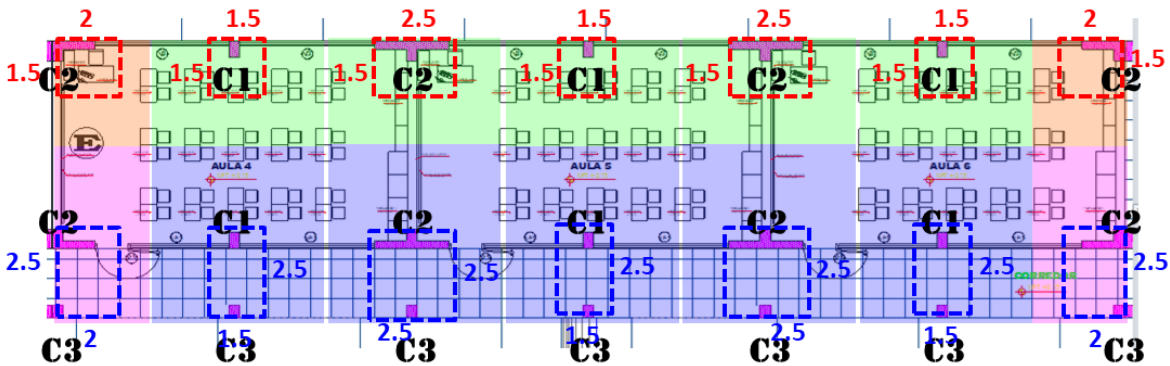 2 1.5 2.5 1.5 2.5 1.5 2
1.5 C2 1.5 C1 1.5 C2 1.5 C1 1.5 C2 1.5 C1 1.5 C2
E
AULA 4 AULA 5 AULA 6
C2 C1 C2 C1 C2 C1 C2
2.5 2.5 2.5 2.5 2.5 2.5 2.5
CORREDOR
2 1.5 2.5 1.5 2.5 1.5 2
C3 C3 C3 C3 C3 C3 C3